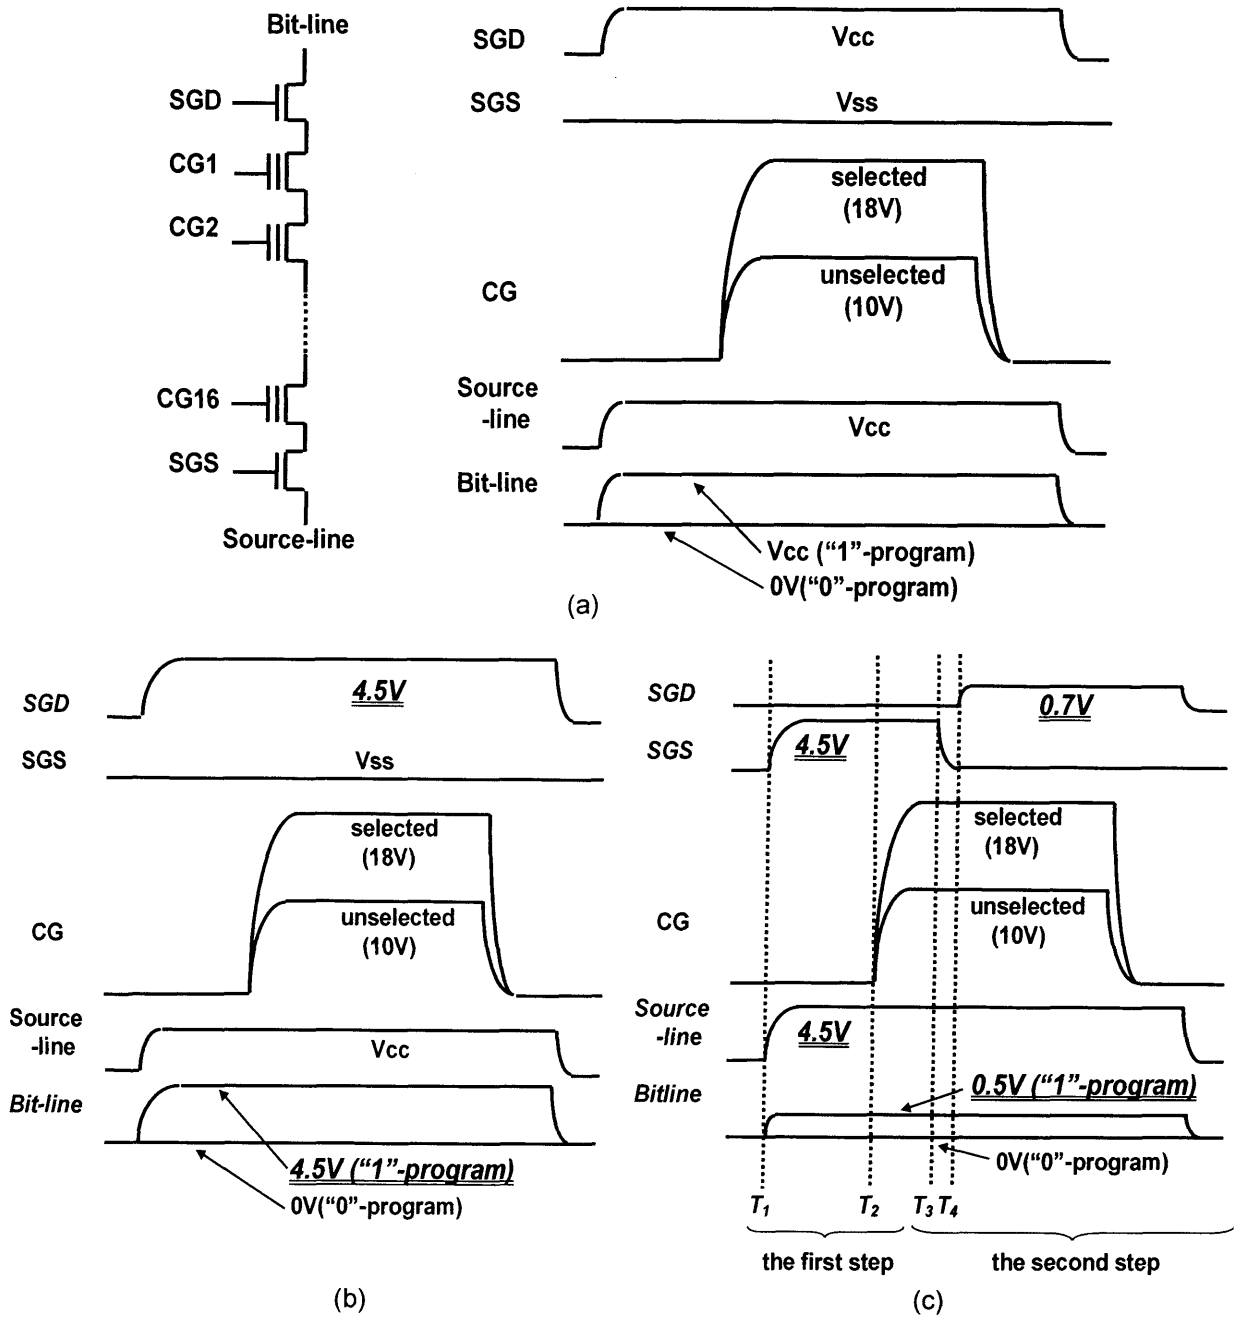 Bit-line
SGD
CG1
CG2
CG16
SGS
Source-line
SGD
Vcc
SGS
Vss
CG
selected
(18V)
unselected
(10V)
Source
-line
Vcc
Bit-line
Vcc (“1”-program)
0V(“0”-program)
(a)
SGD
4.5V
SGS
Vss
CG
selected
(18V)
unselected
(10V)
Source
-line
Vcc
Bit-line
4.5V (“1”-program)
0V(“0”-program)
(b)
SGD
0.7V
SGS
4.5V
CG
selected
(18V)
unselected
(10V)
Source
-line
4.5V
Bitline
0.5V (“1”-program)
0V(“0”-program)
T1 T2 T3 T4
the first step the second step
(c)